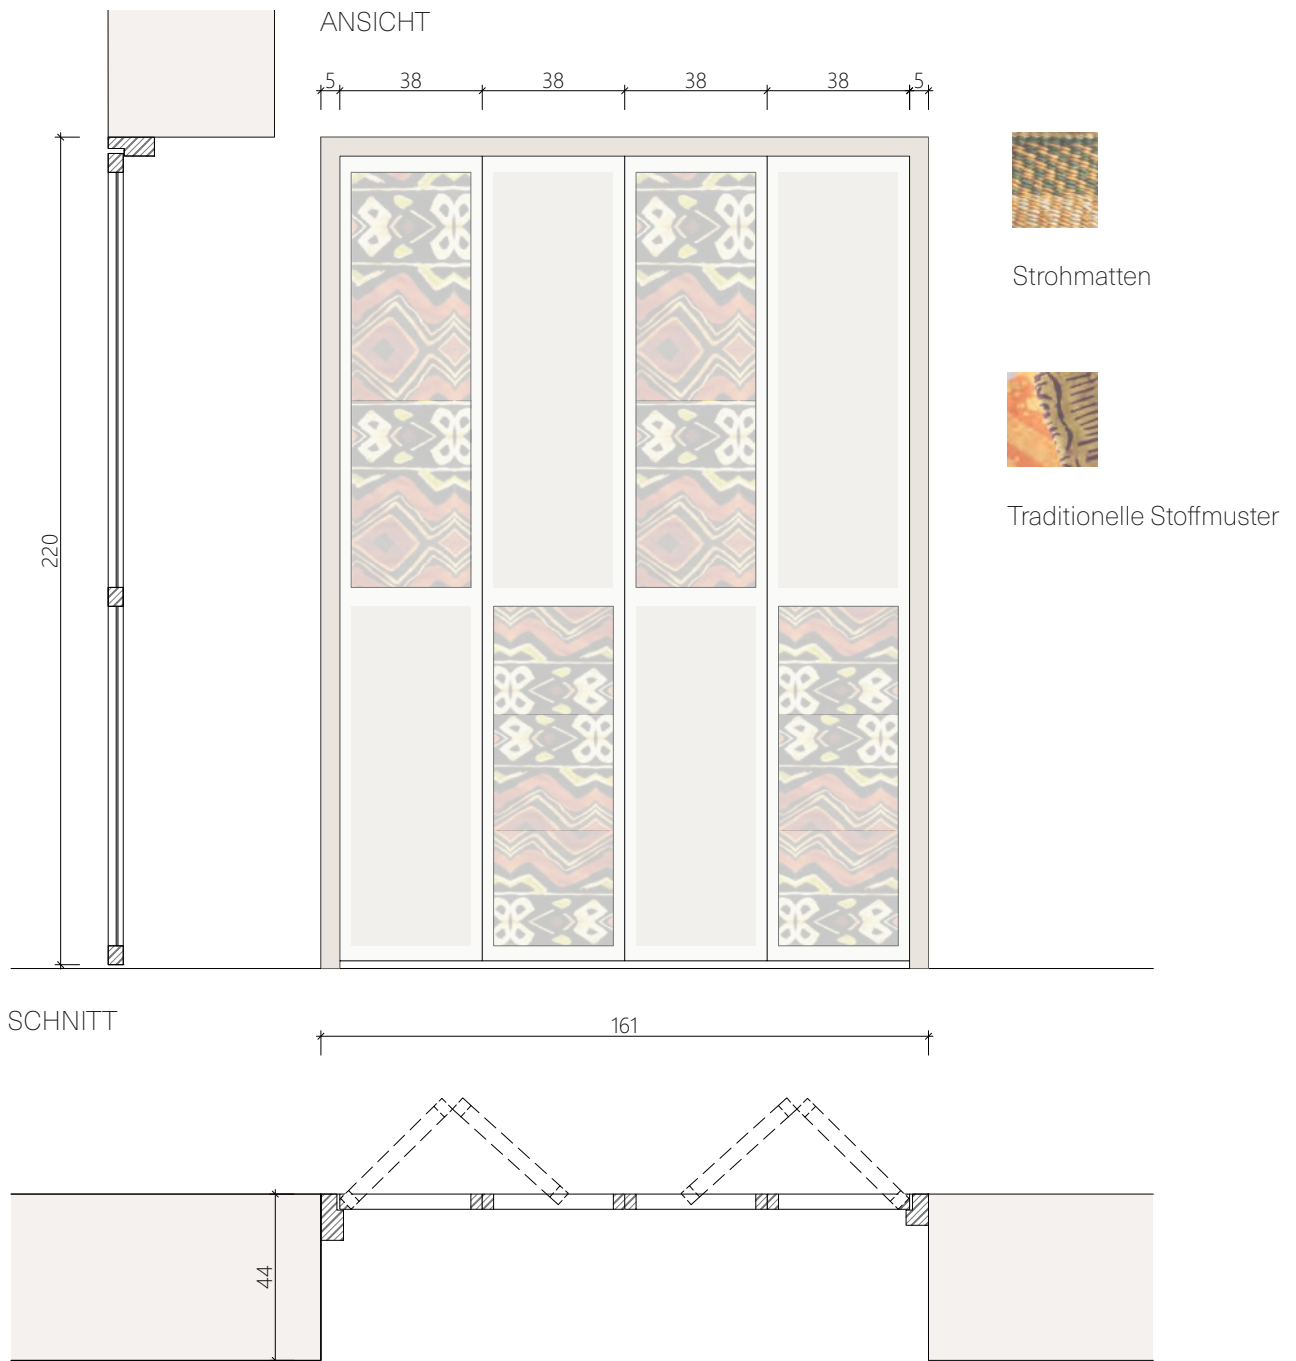 ANSICHT
5 38 38 38 38 5
Strohmatten
Traditionelle Stoffmuster
220
SCHNITT
161
44